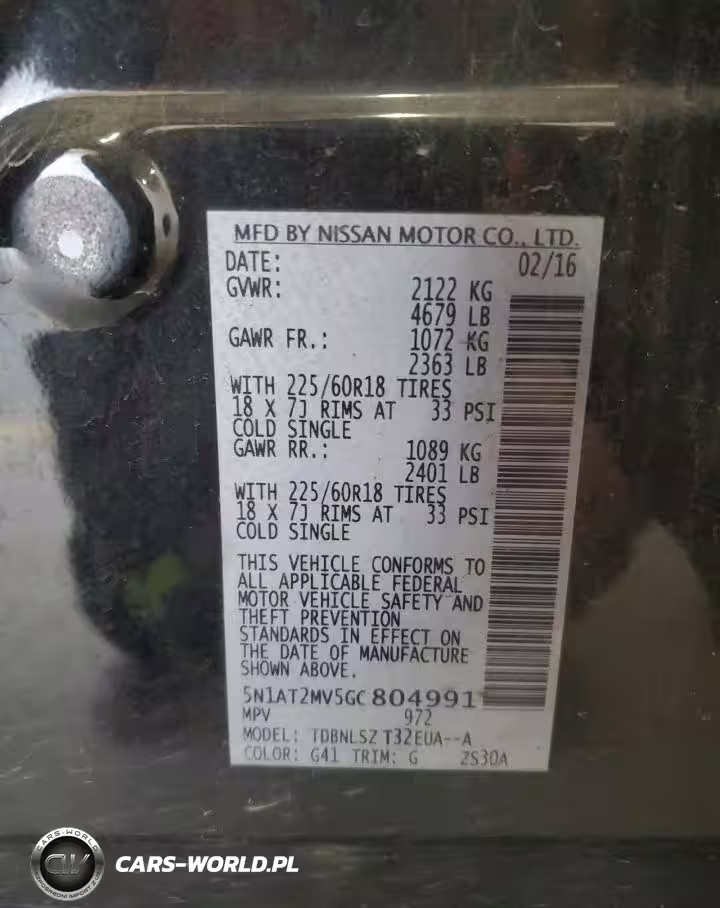 MFD BY NISSAN MOTOR CO., LTD.
DATE: 02/16
GVWR: 2122 KG
4679 LB
GAWR FR.: 1072 KG
2363 LB
WITH 225/60R18 TIRES
18 X 7J RIMS AT 33 PSI
COLD SINGLE
GAWR RR.: 1089 KG
2401 LB
WITH 225/60R18 TIRES
18 X 7J RIMS AT 33 PSI
COLD SINGLE
THIS VEHICLE CONFORMS TO
ALL APPLICABLE FEDERAL
MOTOR VEHICLE SAFETY AND
THEFT PREVENTION
STANDARDS IN EFFECT ON
THE DATE OF MANUFACTURE
SHOWN ABOVE.
5N1AT2MV5GC804991
MPV 972
MODEL: TDBNLSZ T32EUA--A
COLOR: G41 TRIM: G 2S30A
CARS-WORLD
CW
CARS-WORLD.PL